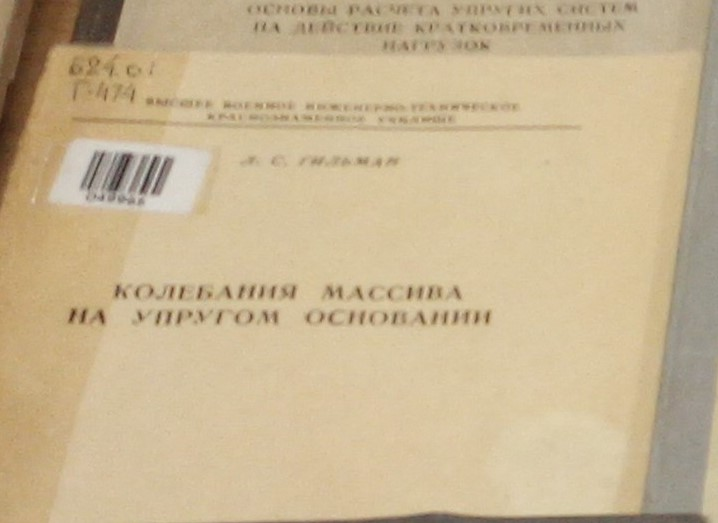 ОСНОВЫ РАСЧЕТА УПРУГИХ СИСТЕМ
НА ДЕЙСТВИЕ КРАТКОВРЕМЕННЫХ
НАГРУЗОК
624.01
Г-474
ВЫСШЕЕ ВОЕННОЕ ИНЖЕНЕРНО-ТЕХНИЧЕСКОЕ
КРАСНОЗНАМЕННОЕ УЧИЛИЩЕ
Л. С. ГИЛЬМАН
КОЛЕБАНИЯ МАССИВА
НА УПРУГОМ ОСНОВАНИИ